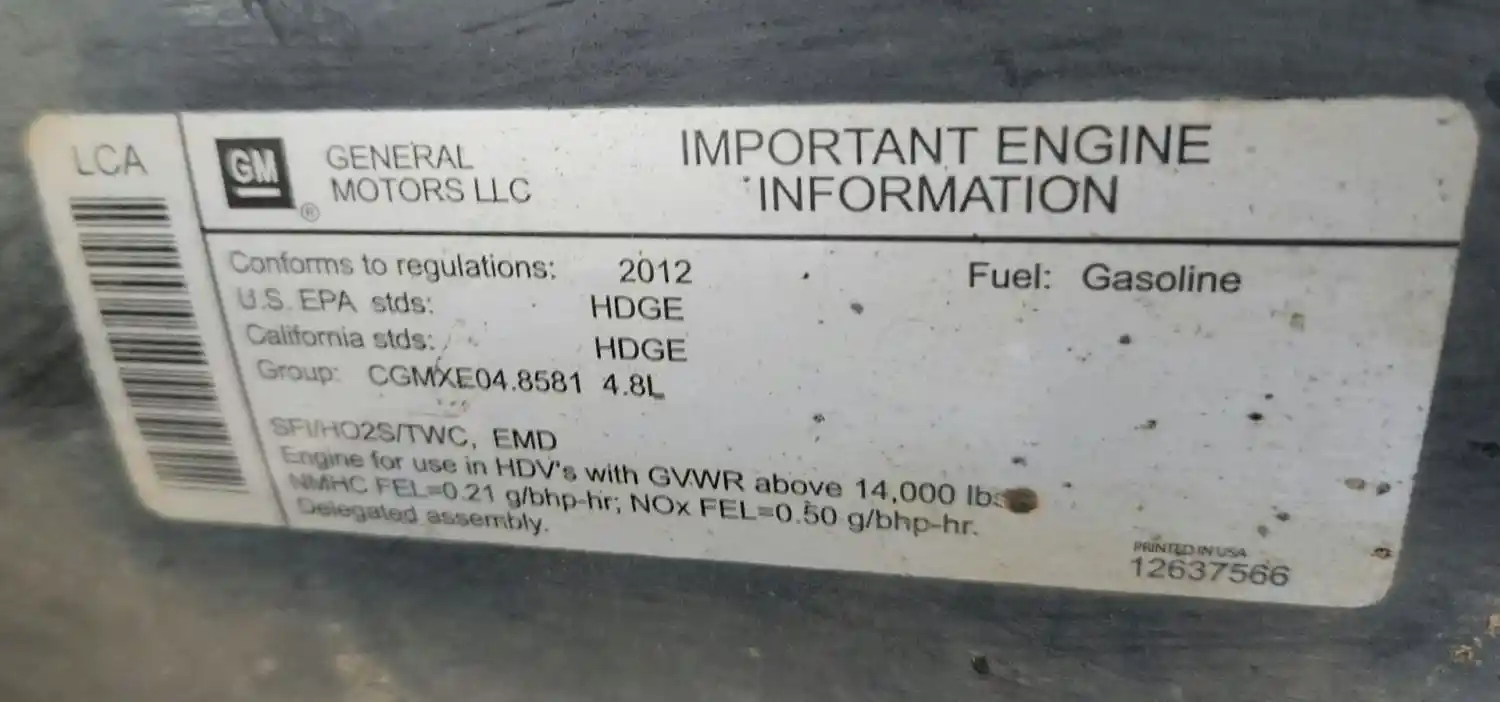 LCA
GM
®
GENERAL
MOTORS LLC
IMPORTANT ENGINE
INFORMATION
Conforms to regulations: 2012
Fuel: Gasoline
U.S. EPA stds: HDGE
California stds: HDGE
Group: CGMXE04.8581 4.8L
SFI/HO2S/TWC, EMD
Engine for use in HDV's with GVWR above 14,000 lbs
NMHC FEL=0.21 g/bhp-hr; NOx FEL=0.50 g/bhp-hr.
Delegated assembly.
PRINTED IN USA
12637566